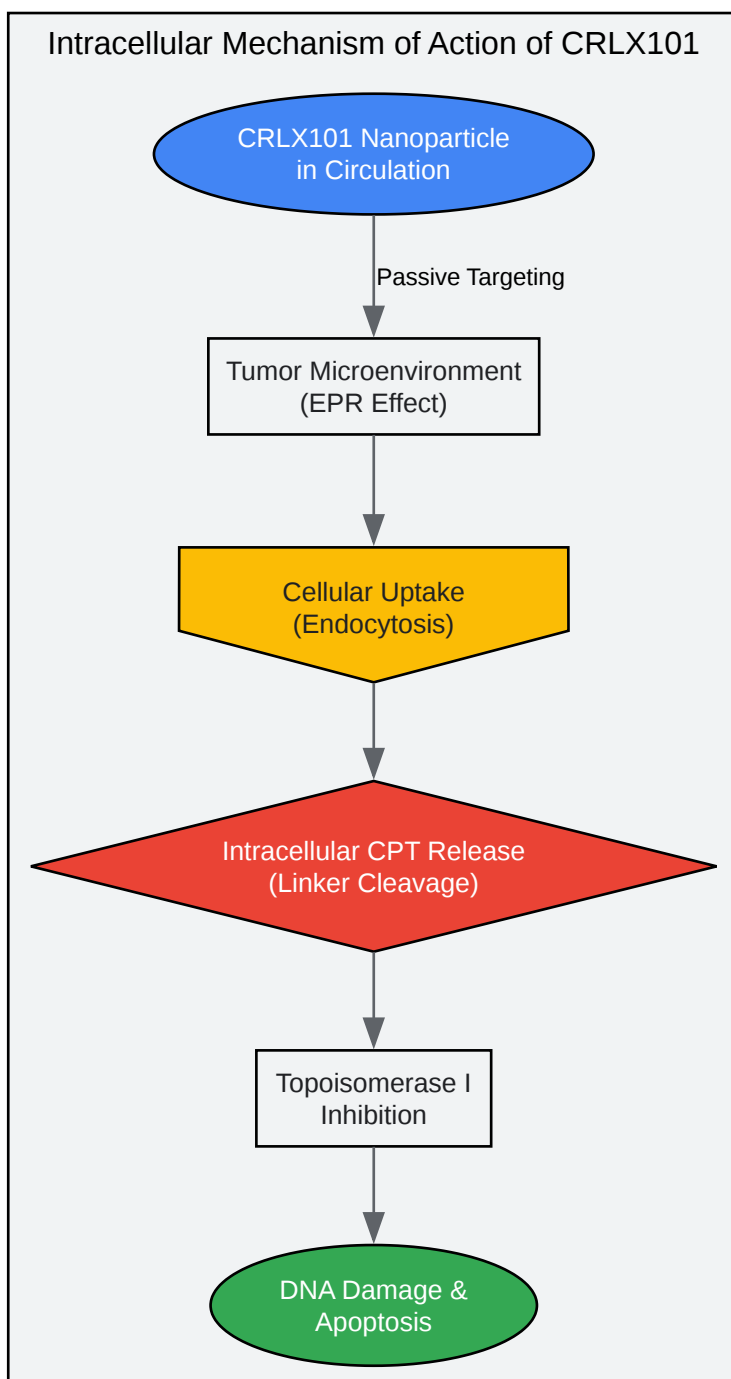 Intracellular Mechanism of Action of CRLX101
CRLX101 Nanoparticle
in Circulation
Passive Targeting
Tumor Microenvironment
(EPR Effect)
Cellular Uptake
(Endocytosis)
Intracellular CPT Release
(Linker Cleavage)
Topoisomerase I
Inhibition
DNA Damage &
Apoptosis